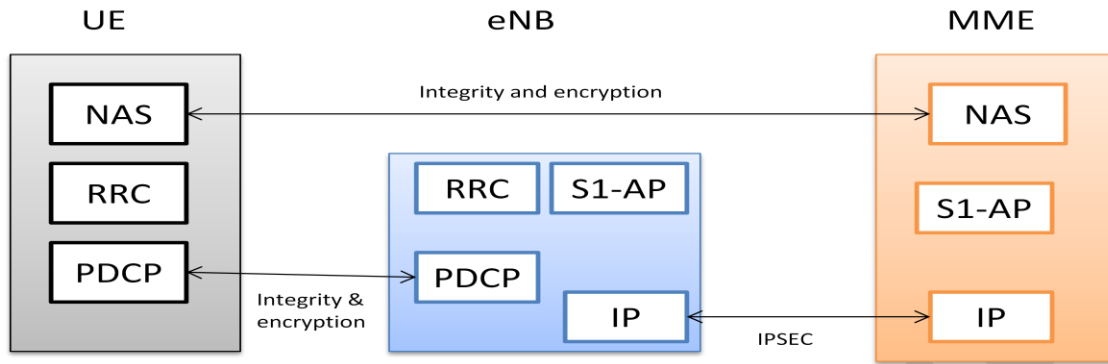 UE
eNB
MME
NAS
Integrity and encryption
NAS
RRC
RRC
S1-AP
S1-AP
PDCP
PDCP
Integrity &
encryption
IP
IPSEC
IP